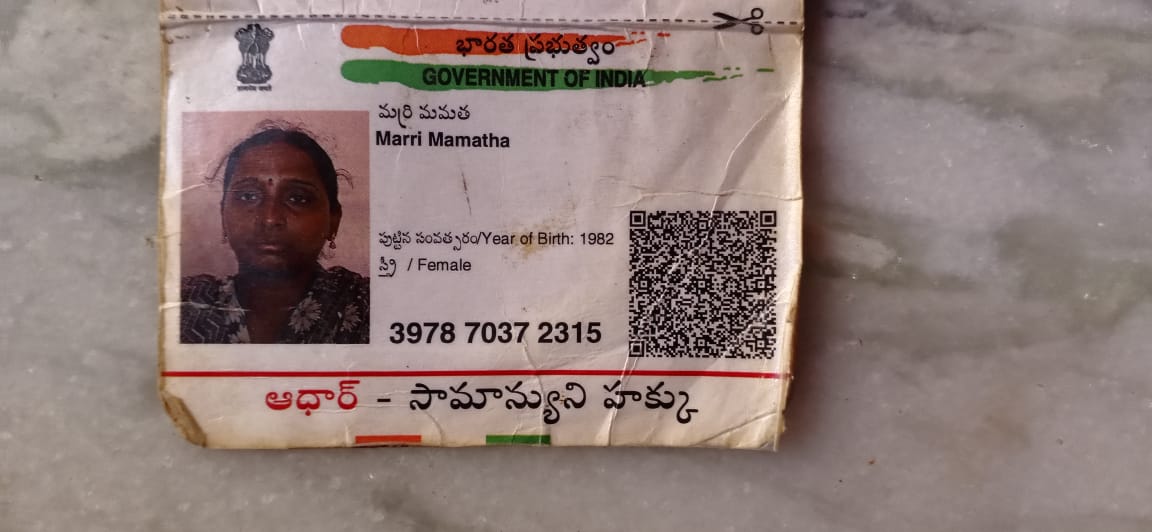 భారత ప్రభుత్వం
GOVERNMENT OF INDIA
మర్రి మమత
Marri Mamatha
పుట్టిన సంవత్సరం/Year of Birth: 1982
స్త్రీ / Female
3978 7037 2315
ఆధార్ - సామాన్యుని హక్కు